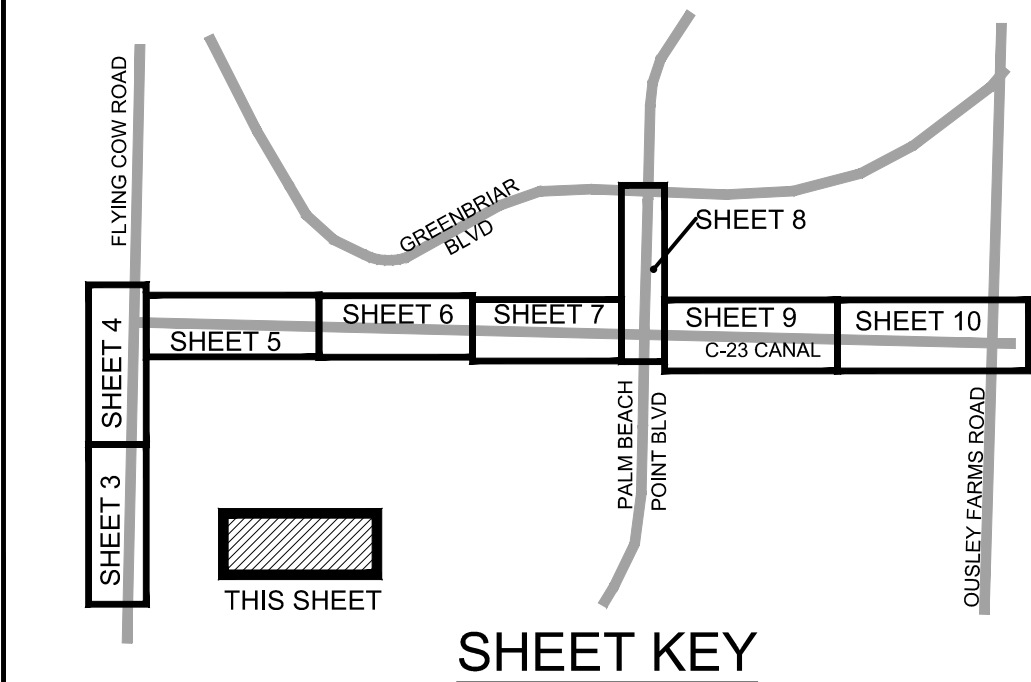 FLYING COW ROAD
GREENBRIAR
BLVD
SHEET 8
SHEET 4
SHEET 5
SHEET 6
SHEET 7
SHEET 9
C-23 CANAL
SHEET 10
SHEET 3
PALM BEACH
POINT BLVD
OUSLEY FARMS ROAD
THIS SHEET
SHEET KEY